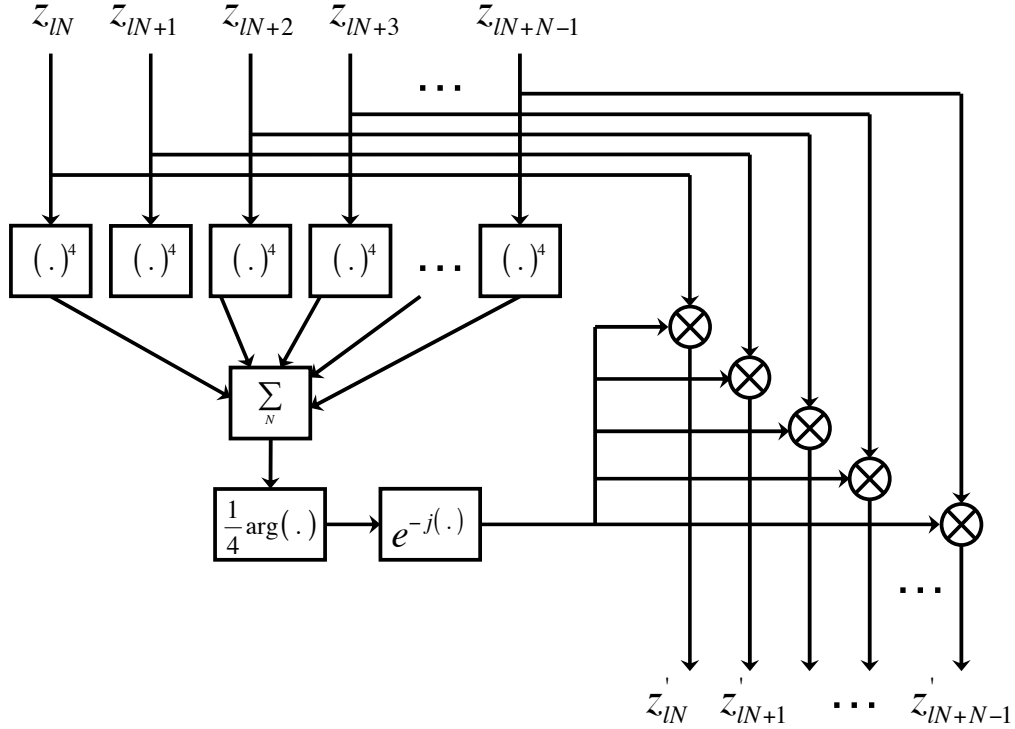 z_{lN} z_{lN+1} z_{lN+2} z_{lN+3} z_{lN+N-1}
...
(.)^4 (.)^4 (.)^4 (.)^4 ... (.)^4
∑_N
1/4 arg(.) e^{-j(.)}
...
z'_{lN} z'_{lN+1} ... z'_{lN+N-1}